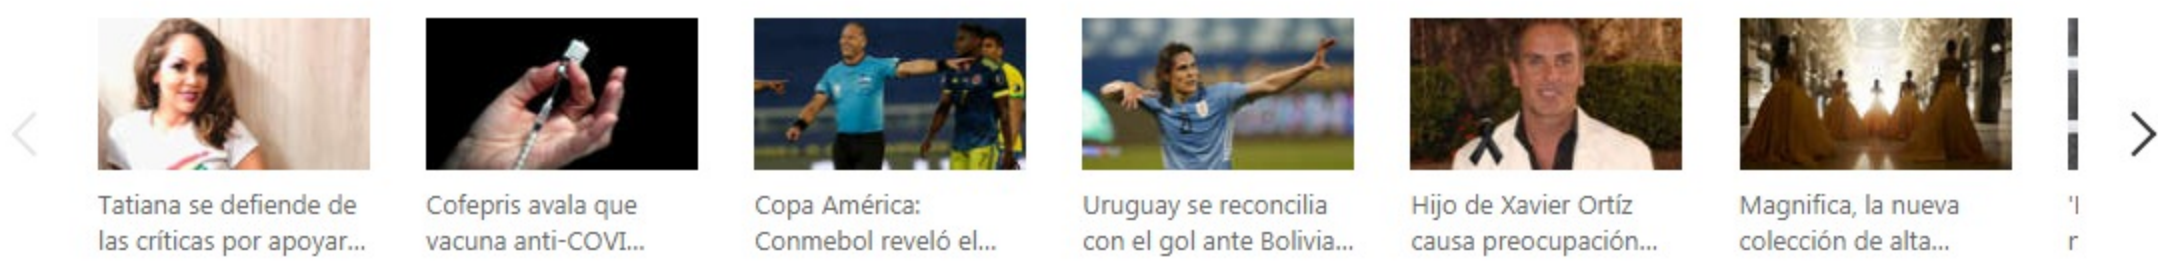 Tatiana se defiende de
las críticas por apoyar...
Cofepris avala que
vacuna anti-COVI...
Copa América:
Conmebol reveló el...
Uruguay se reconcilia
con el gol ante Bolivia...
Hijo de Xavier Ortíz
causa preocupación...
Magnifica, la nueva
colección de alta...